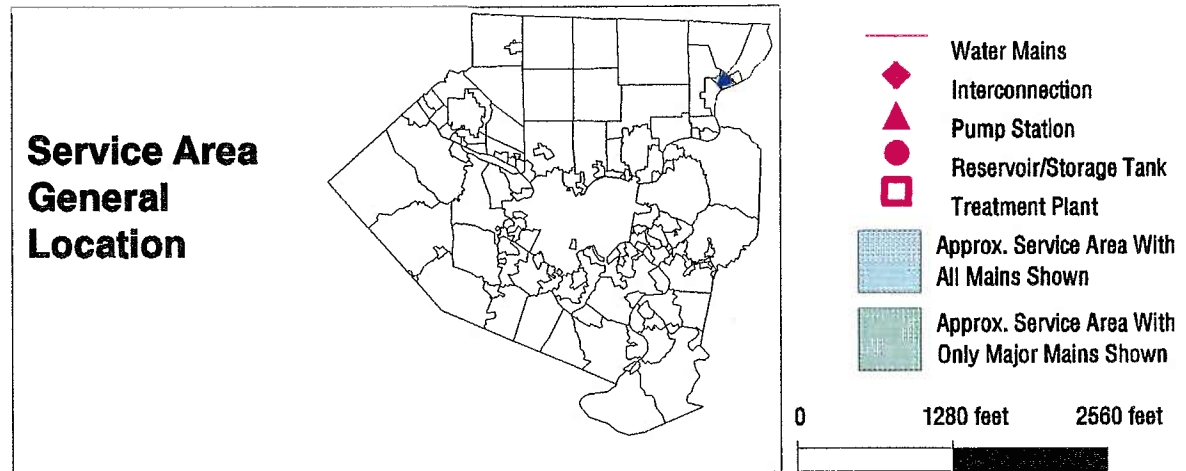 Service Area
General
Location
Water Mains
Interconnection
Pump Station
Reservoir/Storage Tank
Treatment Plant
Approx. Service Area With
All Mains Shown
Approx. Service Area With
Only Major Mains Shown
0 1280 feet 2560 feet